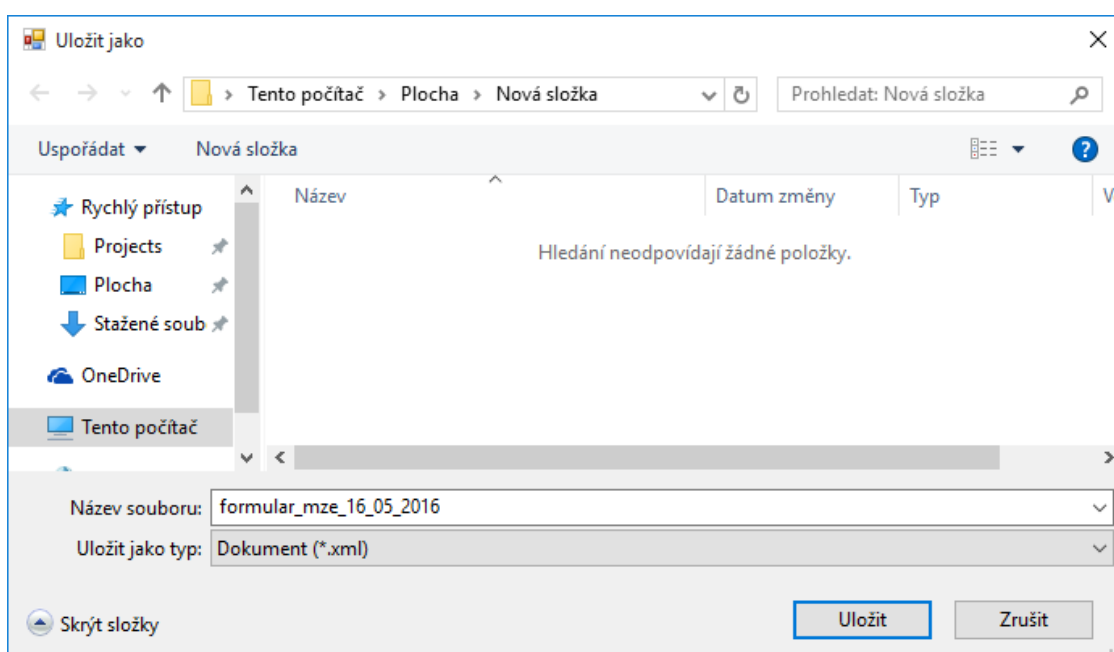 Uložit jako
Tento počítač > Plocha > Nová složka
Prohledat: Nová složka
Uspořádat
Nová složka
Název
Datum změny
Typ
V
Rychlý přístup
Projects
Plocha
Stažené soub
OneDrive
Tento počítač
Hledání neodpovídají žádné položky.
Název souboru: formular_mze_16_05_2016
Uložit jako typ: Dokument (*.xml)
Skrýt složky
Uložit
Zrušit